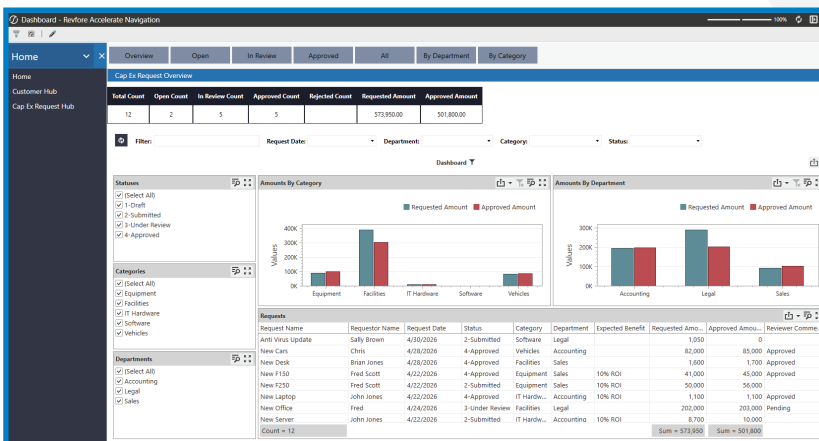 Dashboard - Revfore Accelerate Navigation
100%
Home
Overview Open In Review Approved All By Department By Category
Home
Customer Hub
Cap Ex Request Hub
Cap Ex Request Overview
Total Count Open Count In Review Count Approved Count Rejected Count Requested Amount Approved Amount
12 2 5 5 573,950.00 501,800.00
Filter: Request Date: Department: Category: Status:
Dashboard
Statuses
(Select All)
1-Draft
2-Submitted
3-Under Review
4-Approved
Categories
(Select All)
Equipment
Facilities
IT Hardware
Software
Vehicles
Departments
(Select All)
Accounting
Legal
Sales
Amounts By Category
Requested Amount Approved Amount
Values
400K
300K
200K
100K
0K
Equipment Facilities IT Hardware Software Vehicles
Amounts By Department
Requested Amount Approved Amount
Values
300K
200K
100K
0K
Accounting Legal Sales
Requests
Request Name Requestor Name Request Date Status Category Department Expected Benefit Requested Amo... Approved Amou... Reviewer Comme.
Anti Virus Update Sally Brown 4/30/2026 2-Submitted Software Legal 1,050 0
New Cars Chris 4/28/2026 4-Approved Vehicles Accounting 82,000 85,000 Approved
New Desk Brian Jones 4/28/2026 4-Approved Facilities Sales 1,600 1,700 Approved
New F150 Fred Scott 4/22/2026 4-Approved Equipment Sales 10% ROI 41,000 45,000 Approved
New F250 Fred Scott 4/22/2026 2-Submitted Equipment Sales 10% ROI 50,000 56,000
New Laptop John Jones 4/22/2026 4-Approved IT Hardw... Accounting 10% ROI 1,100 1,100 Approved
New Office Fred 4/24/2026 3-Under Review Facilities Legal 202,000 203,000 Pending
New Server John Jones 4/22/2026 2-Submitted IT Hardw... Accounting 10% ROI 8,700 10,000
Count = 12 Sum = 573,950 Sum = 501,800